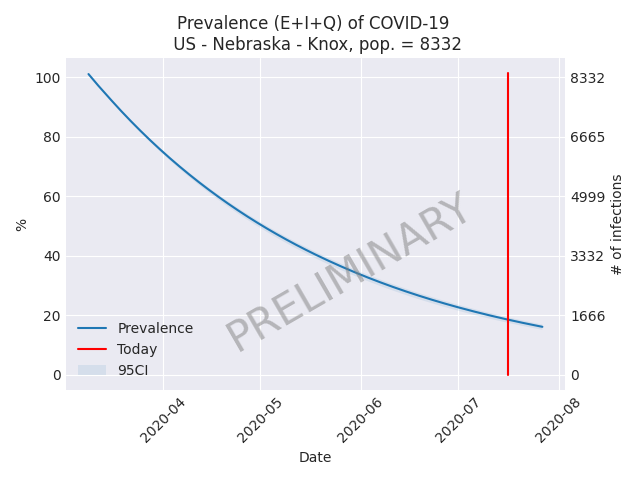 Prevalence (E+I+Q) of COVID-19
US - Nebraska - Knox, pop. = 8332
100
80
60
40
20
0
%
8332
6665
4999
3332
1666
0
# of infections
PRELIMINARY
Prevalence
Today
95CI
2020-04
2020-05
2020-06
2020-07
2020-08
Date